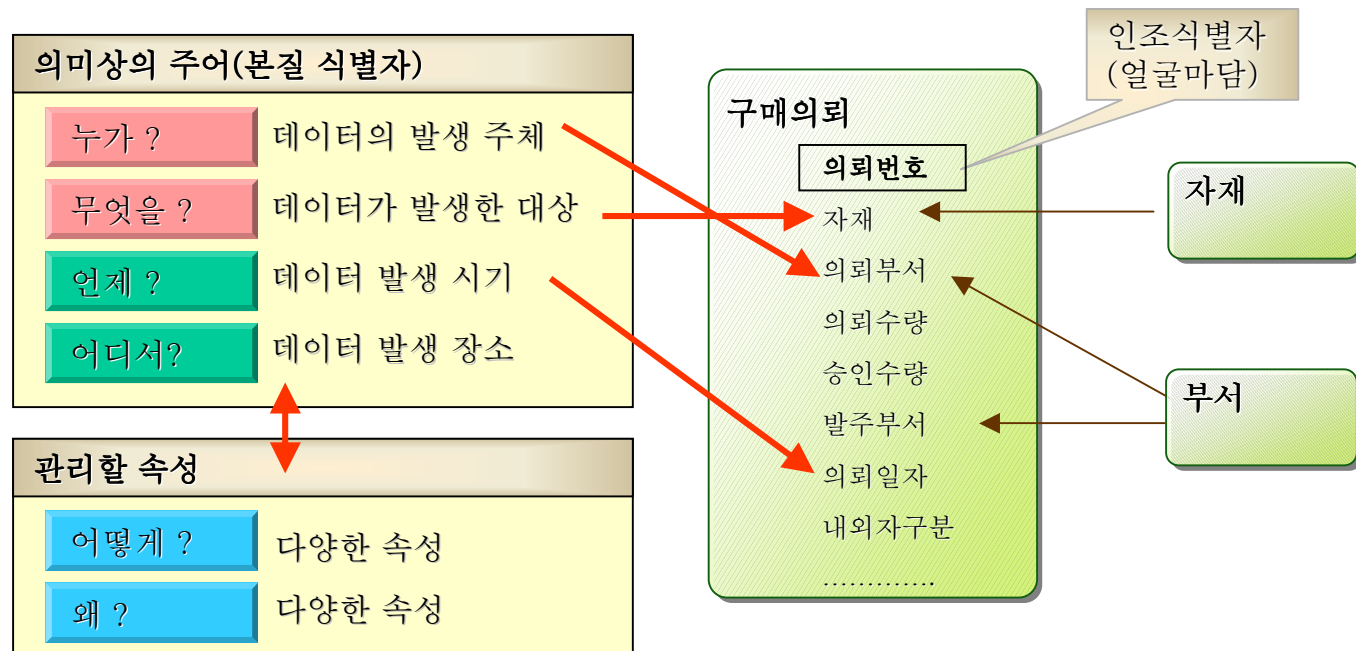 의미상의 주어(본질 식별자)
누가 ?
데이터의 발생 주체
무엇을 ?
데이터가 발생한 대상
언제 ?
데이터 발생 시기
어디서?
데이터 발생 장소
관리할 속성
어떻게 ?
다양한 속성
왜 ?
다양한 속성
인조식별자
(얼굴마담)
구매의뢰
의뢰번호
자재
의뢰부서
의뢰수량
승인수량
발주부서
의뢰일자
내외자구분
.............
자재
부서